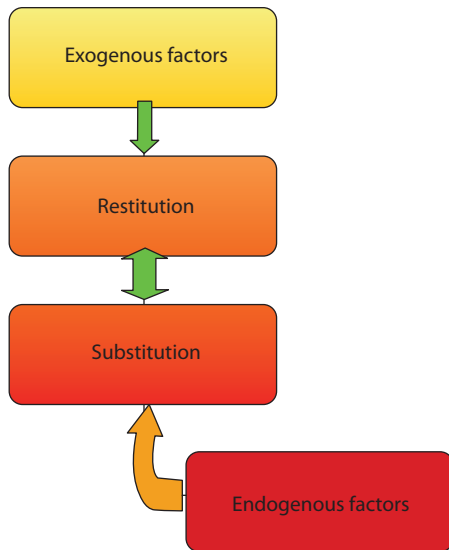 Exogenous factors
Restitution
Substitution
Endogenous factors